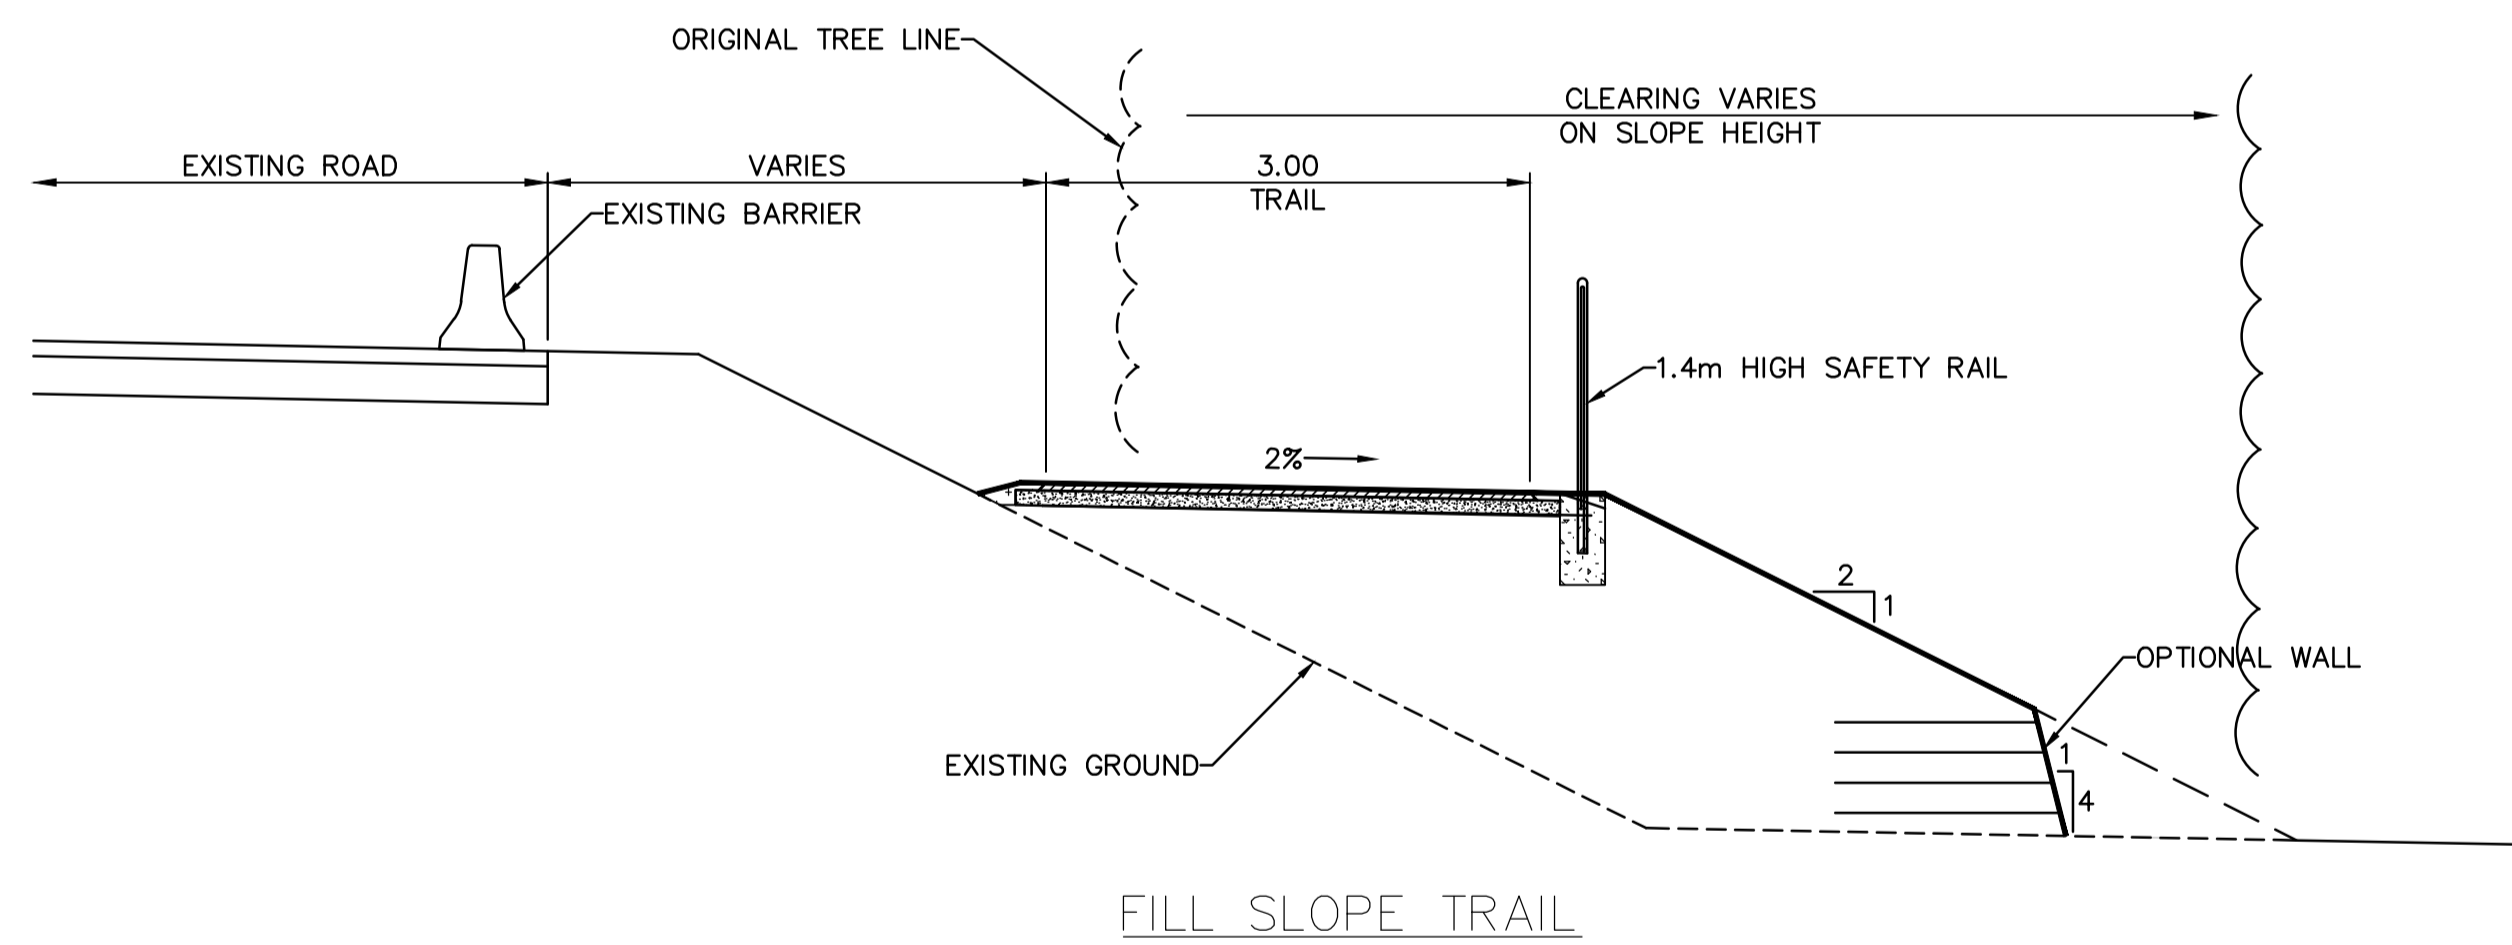 ORIGINAL TREE LINE
CLEARING VARIES
ON SLOPE HEIGHT
EXISTING ROAD
VARIES
3.00
TRAIL
EXISTING BARRIER
1.4m HIGH SAFETY RAIL
2%
2
1
OPTIONAL WALL
EXISTING GROUND
1
4
FILL SLOPE TRAIL